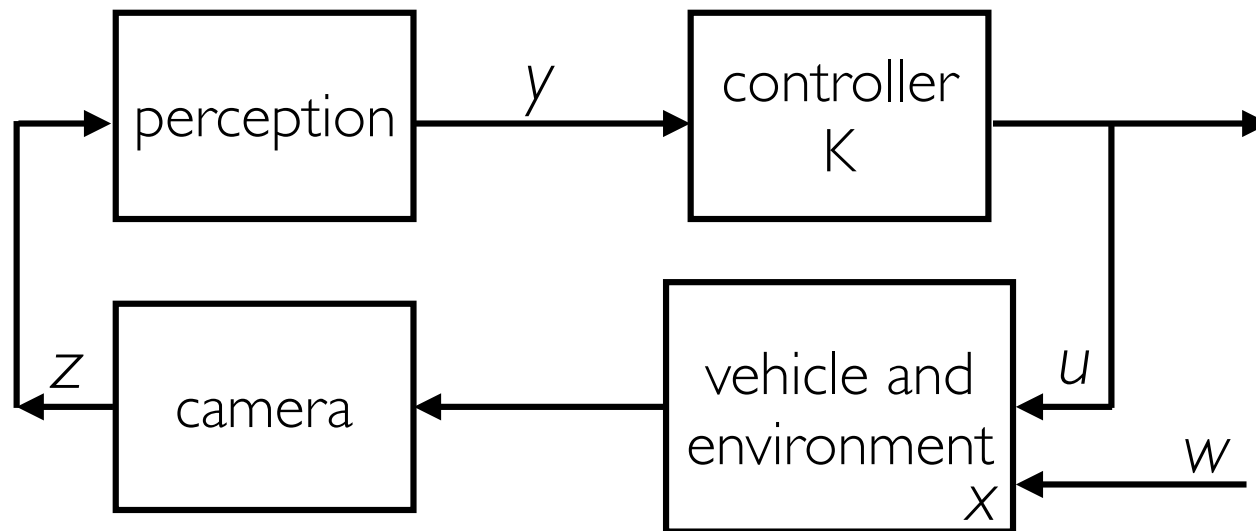 perception
y
controller
K
z
camera
vehicle and
environment
x
u
w